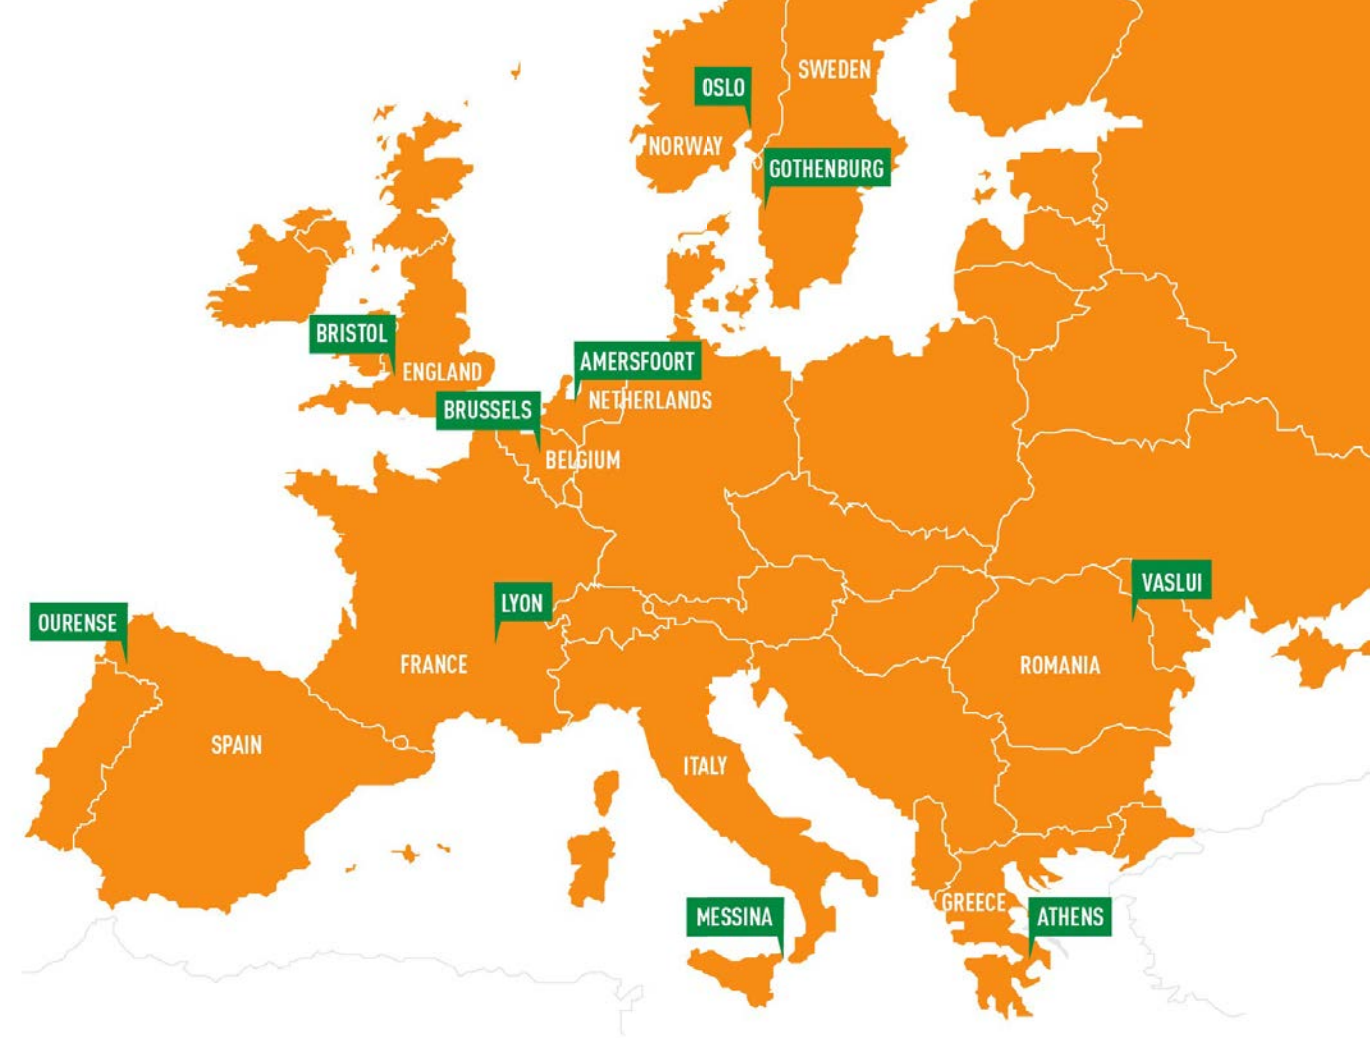 SWEDEN
OSLO
NORWAY
GOTHENBURG
BRISTOL
ENGLAND
AMERSFOORT
NETHERLANDS
BRUSSELS
BELGIUM
VASLUI
LYON
OURENSE
FRANCE
ROMANIA
SPAIN
ITALY
GREECE
MESSINA
ATHENS